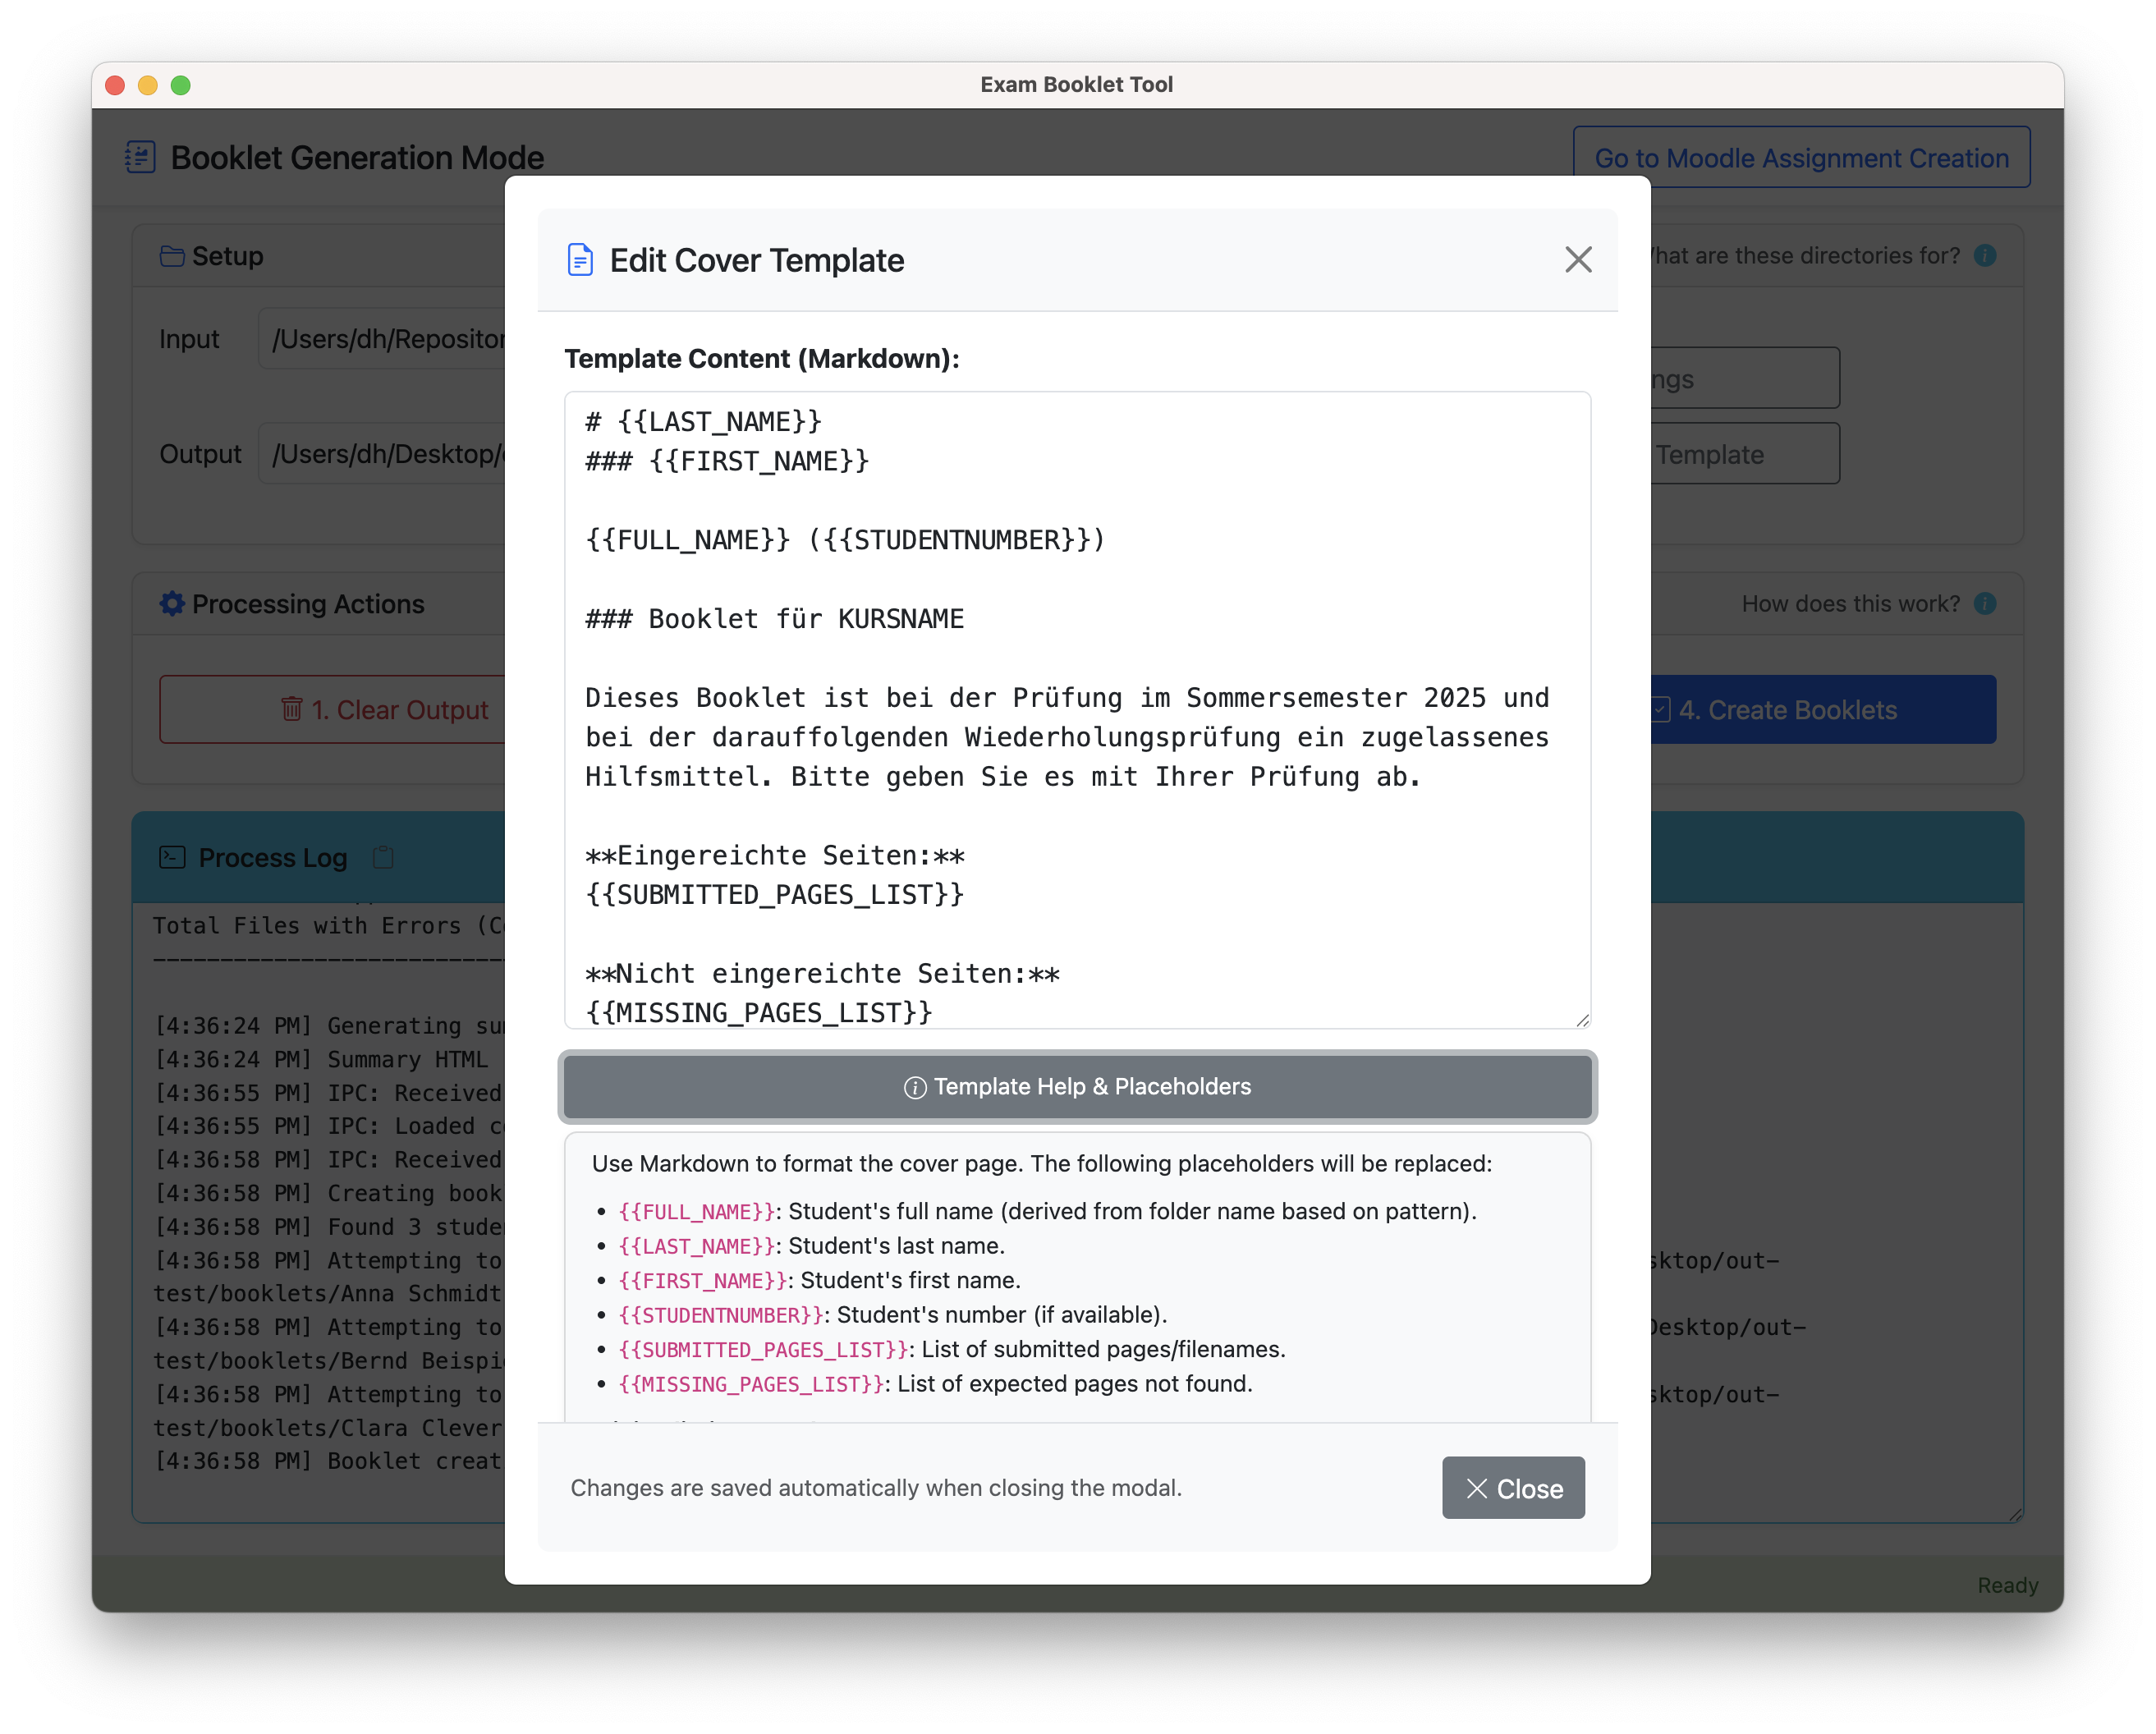 Exam Booklet Tool
Booklet Generation Mode
Go to Moodle Assignment Creation
Setup
What are these directories for?
Input
/Users/dh/Repositor
Output
/Users/dh/Desktop/
Template
Processing Actions
How does this work?
1. Clear Output
4. Create Booklets
Process Log
Total Files with Errors
[4:36:24 PM] Generating
[4:36:24 PM] Summary HTML
[4:36:55 PM] IPC: Received
[4:36:55 PM] IPC: Loaded
[4:36:58 PM] IPC: Received
[4:36:58 PM] Creating book
[4:36:58 PM] Found 3
[4:36:58 PM] Attempting to
sktop/out-
test/booklets/Anna Schmidt
[4:36:58 PM] Attempting to
Desktop/out-
test/booklets/Bernd Beispi
[4:36:58 PM] Attempting to
sktop/out-
test/booklets/Clara Clever
[4:36:58 PM] Booklet creat
Ready
Edit Cover Template
Template Content (Markdown):
# {{LAST_NAME}}
### {{FIRST_NAME}}
{{FULL_NAME}} ({{STUDENTNUMBER}})
### Booklet für KURSNAME
Dieses Booklet ist bei der Prüfung im Sommersemester 2025 und
bei der darauffolgenden Wiederholungsprüfung ein zugelassenes
Hilfsmittel. Bitte geben Sie es mit Ihrer Prüfung ab.
**Eingereichte Seiten:**
{{SUBMITTED_PAGES_LIST}}
**Nicht eingereichte Seiten:**
{{MISSING_PAGES_LIST}}
Template Help & Placeholders
Use Markdown to format the cover page. The following placeholders will be replaced:
• {{FULL_NAME}}: Student's full name (derived from folder name based on pattern).
• {{LAST_NAME}}: Student's last name.
• {{FIRST_NAME}}: Student's first name.
• {{STUDENTNUMBER}}: Student's number (if available).
• {{SUBMITTED_PAGES_LIST}}: List of submitted pages/filenames.
• {{MISSING_PAGES_LIST}}: List of expected pages not found.
Changes are saved automatically when closing the modal.
Close